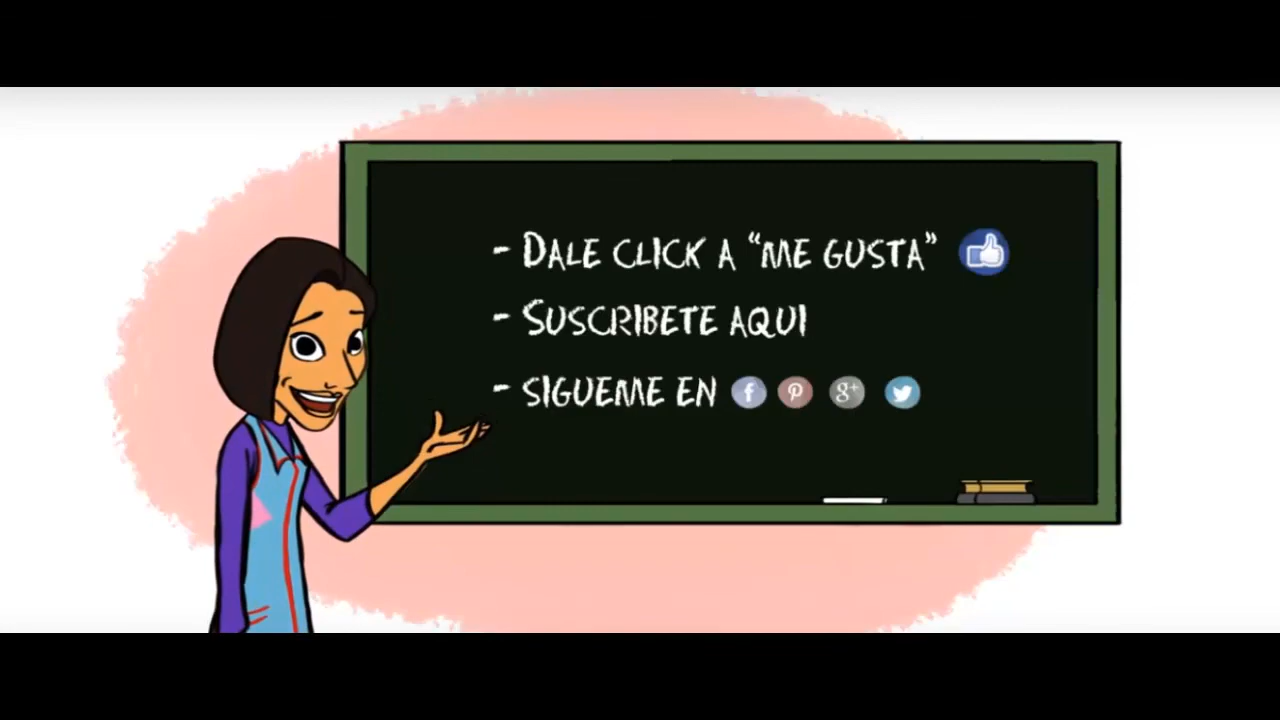 - DALE CLICK A “ME GUSTA”
- SUSCRIBETE AQUI
- SIGUEME EN f P g+